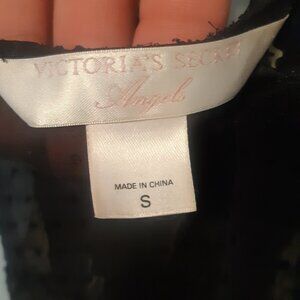 VICTORIA'S SECRET
Angels
MADE IN CHINA
S